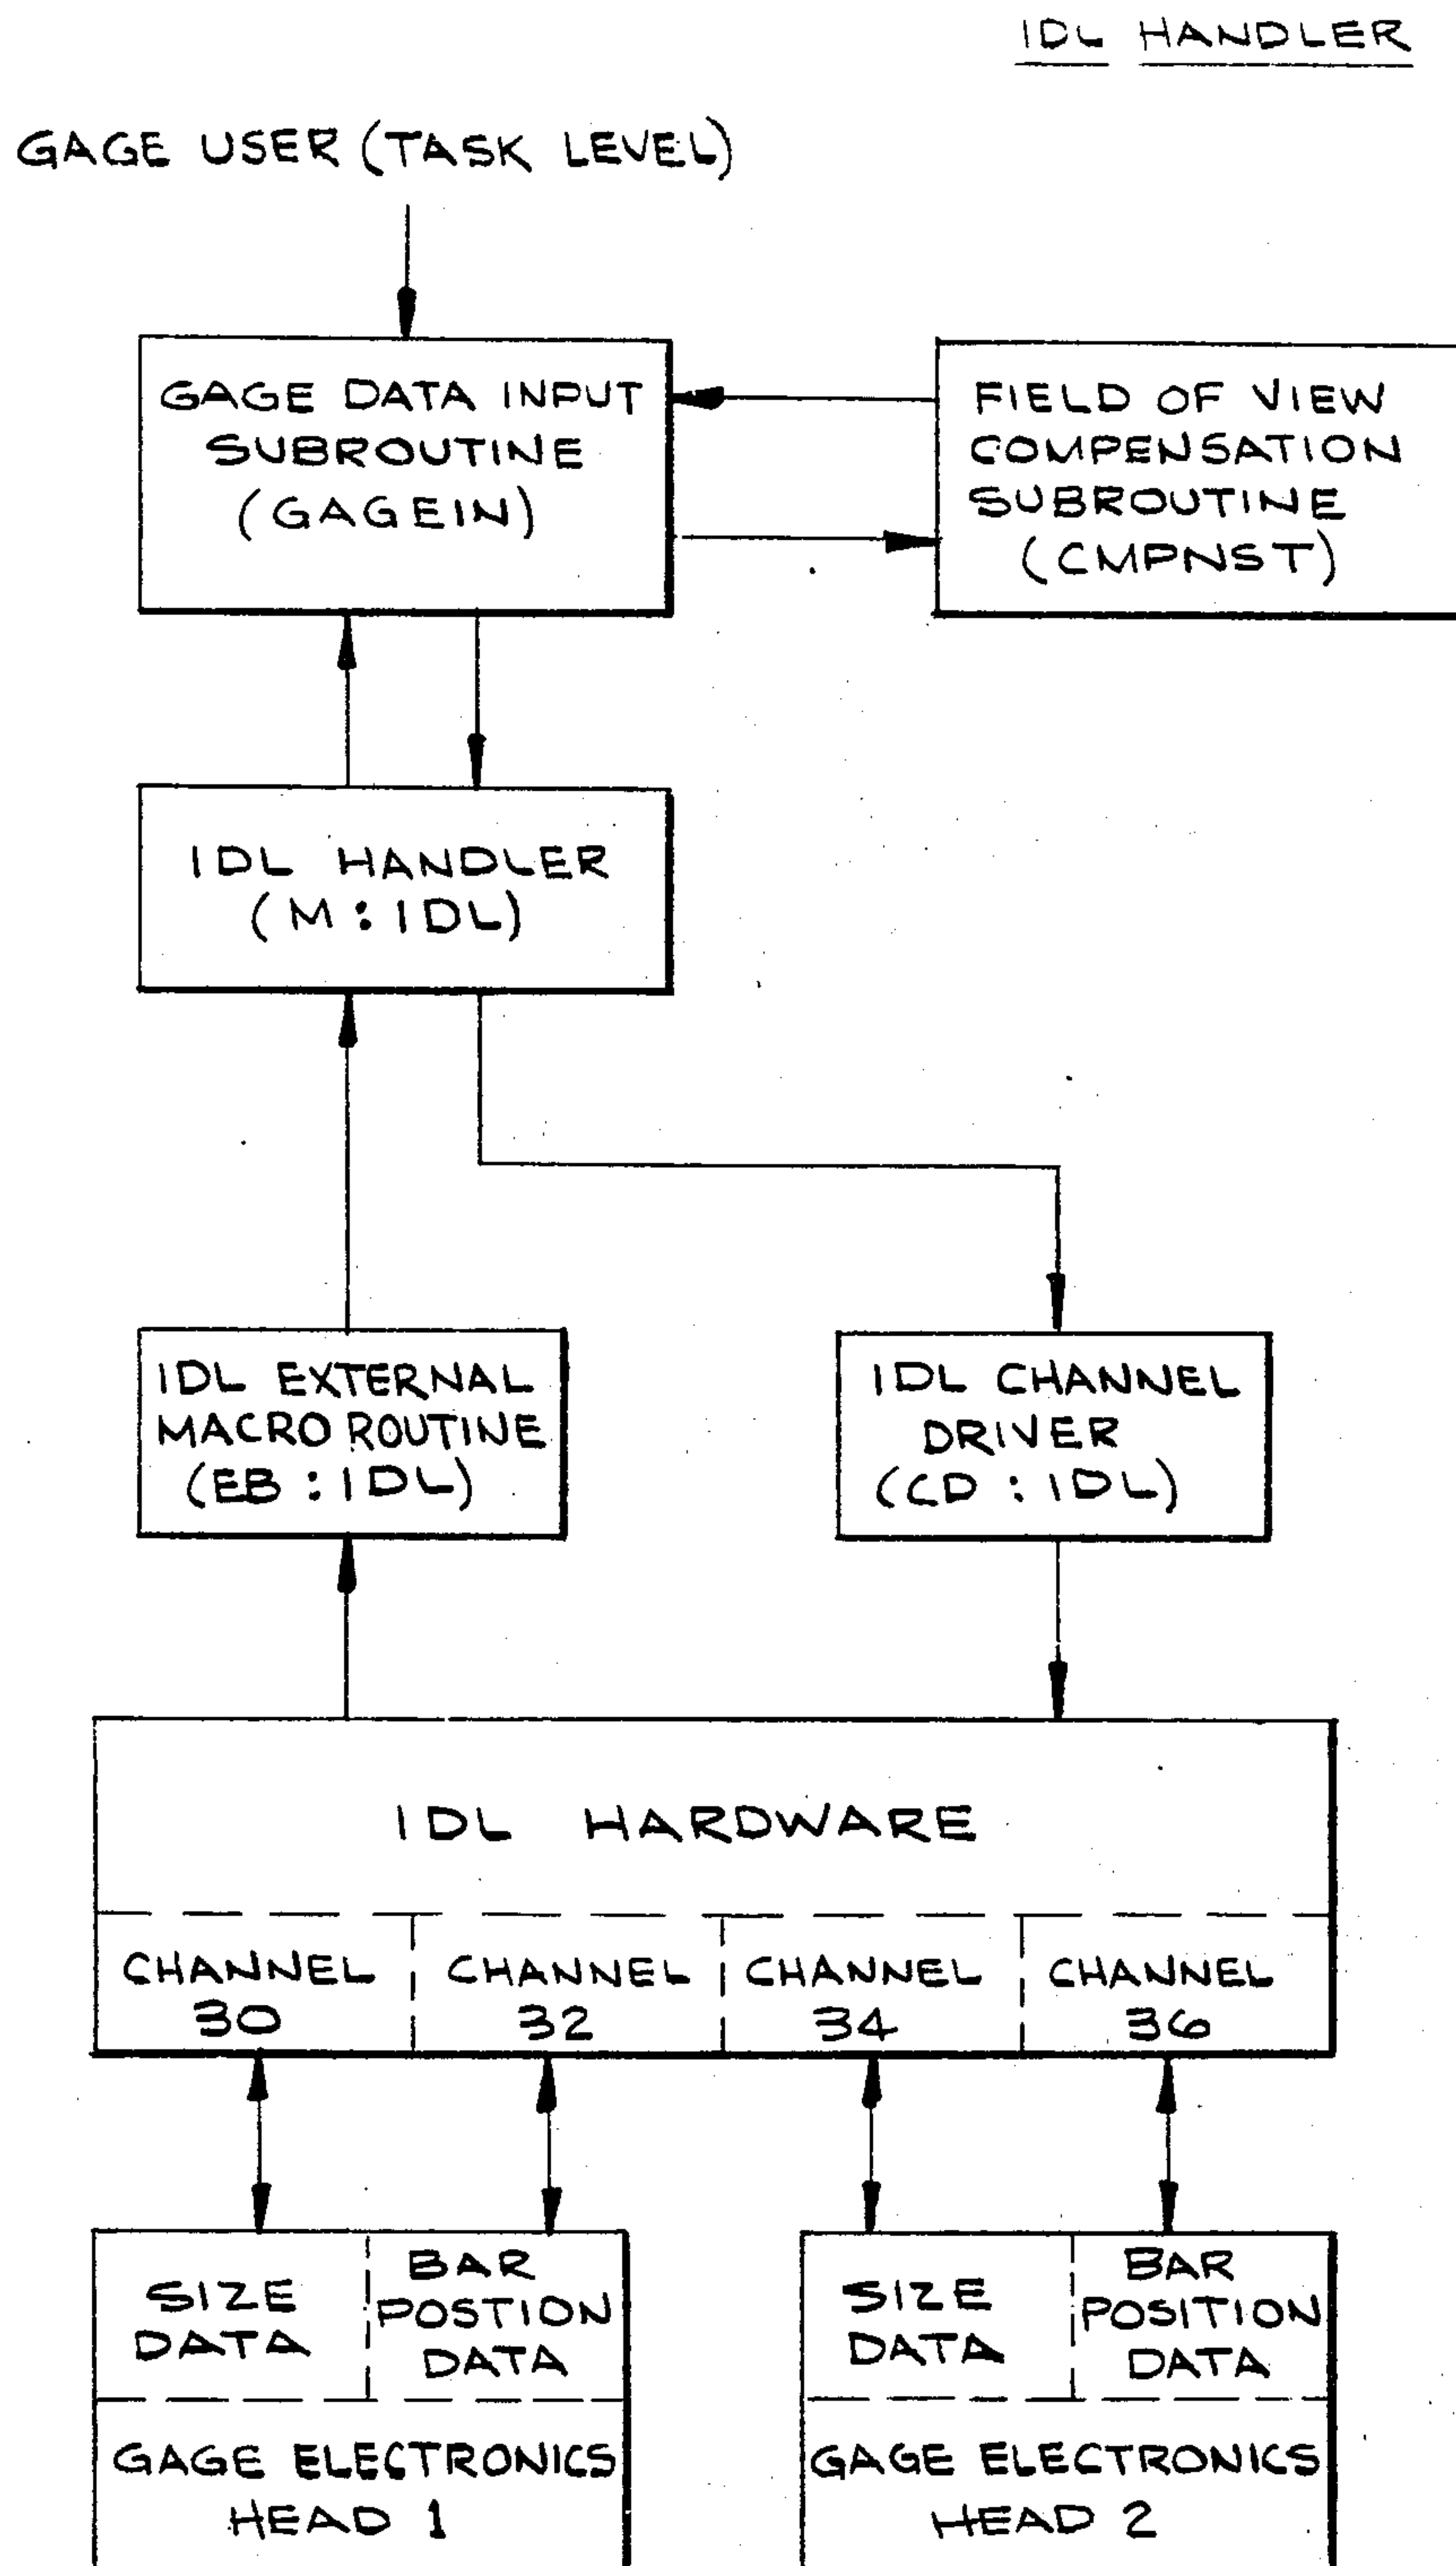 IDL HANDLER
GAGE USER (TASK LEVEL)
GAGE DATA INPUT
SUBROUTINE
(GAGEIN)
FIELD OF VIEW
COMPENSATION
SUBROUTINE
(CMPNST)
IDL HANDLER
(M:IDL)
IDL EXTERNAL
MACRO ROUTINE
(EB:IDL)
IDL CHANNEL
DRIVER
(CD:IDL)
IDL HARDWARE
CHANNEL
30
CHANNEL
32
CHANNEL
34
CHANNEL
36
SIZE
DATA
BAR
POSTION
DATA
GAGE ELECTRONICS
HEAD 1
SIZE
DATA
BAR
POSITION
DATA
GAGE ELECTRONICS
HEAD 2